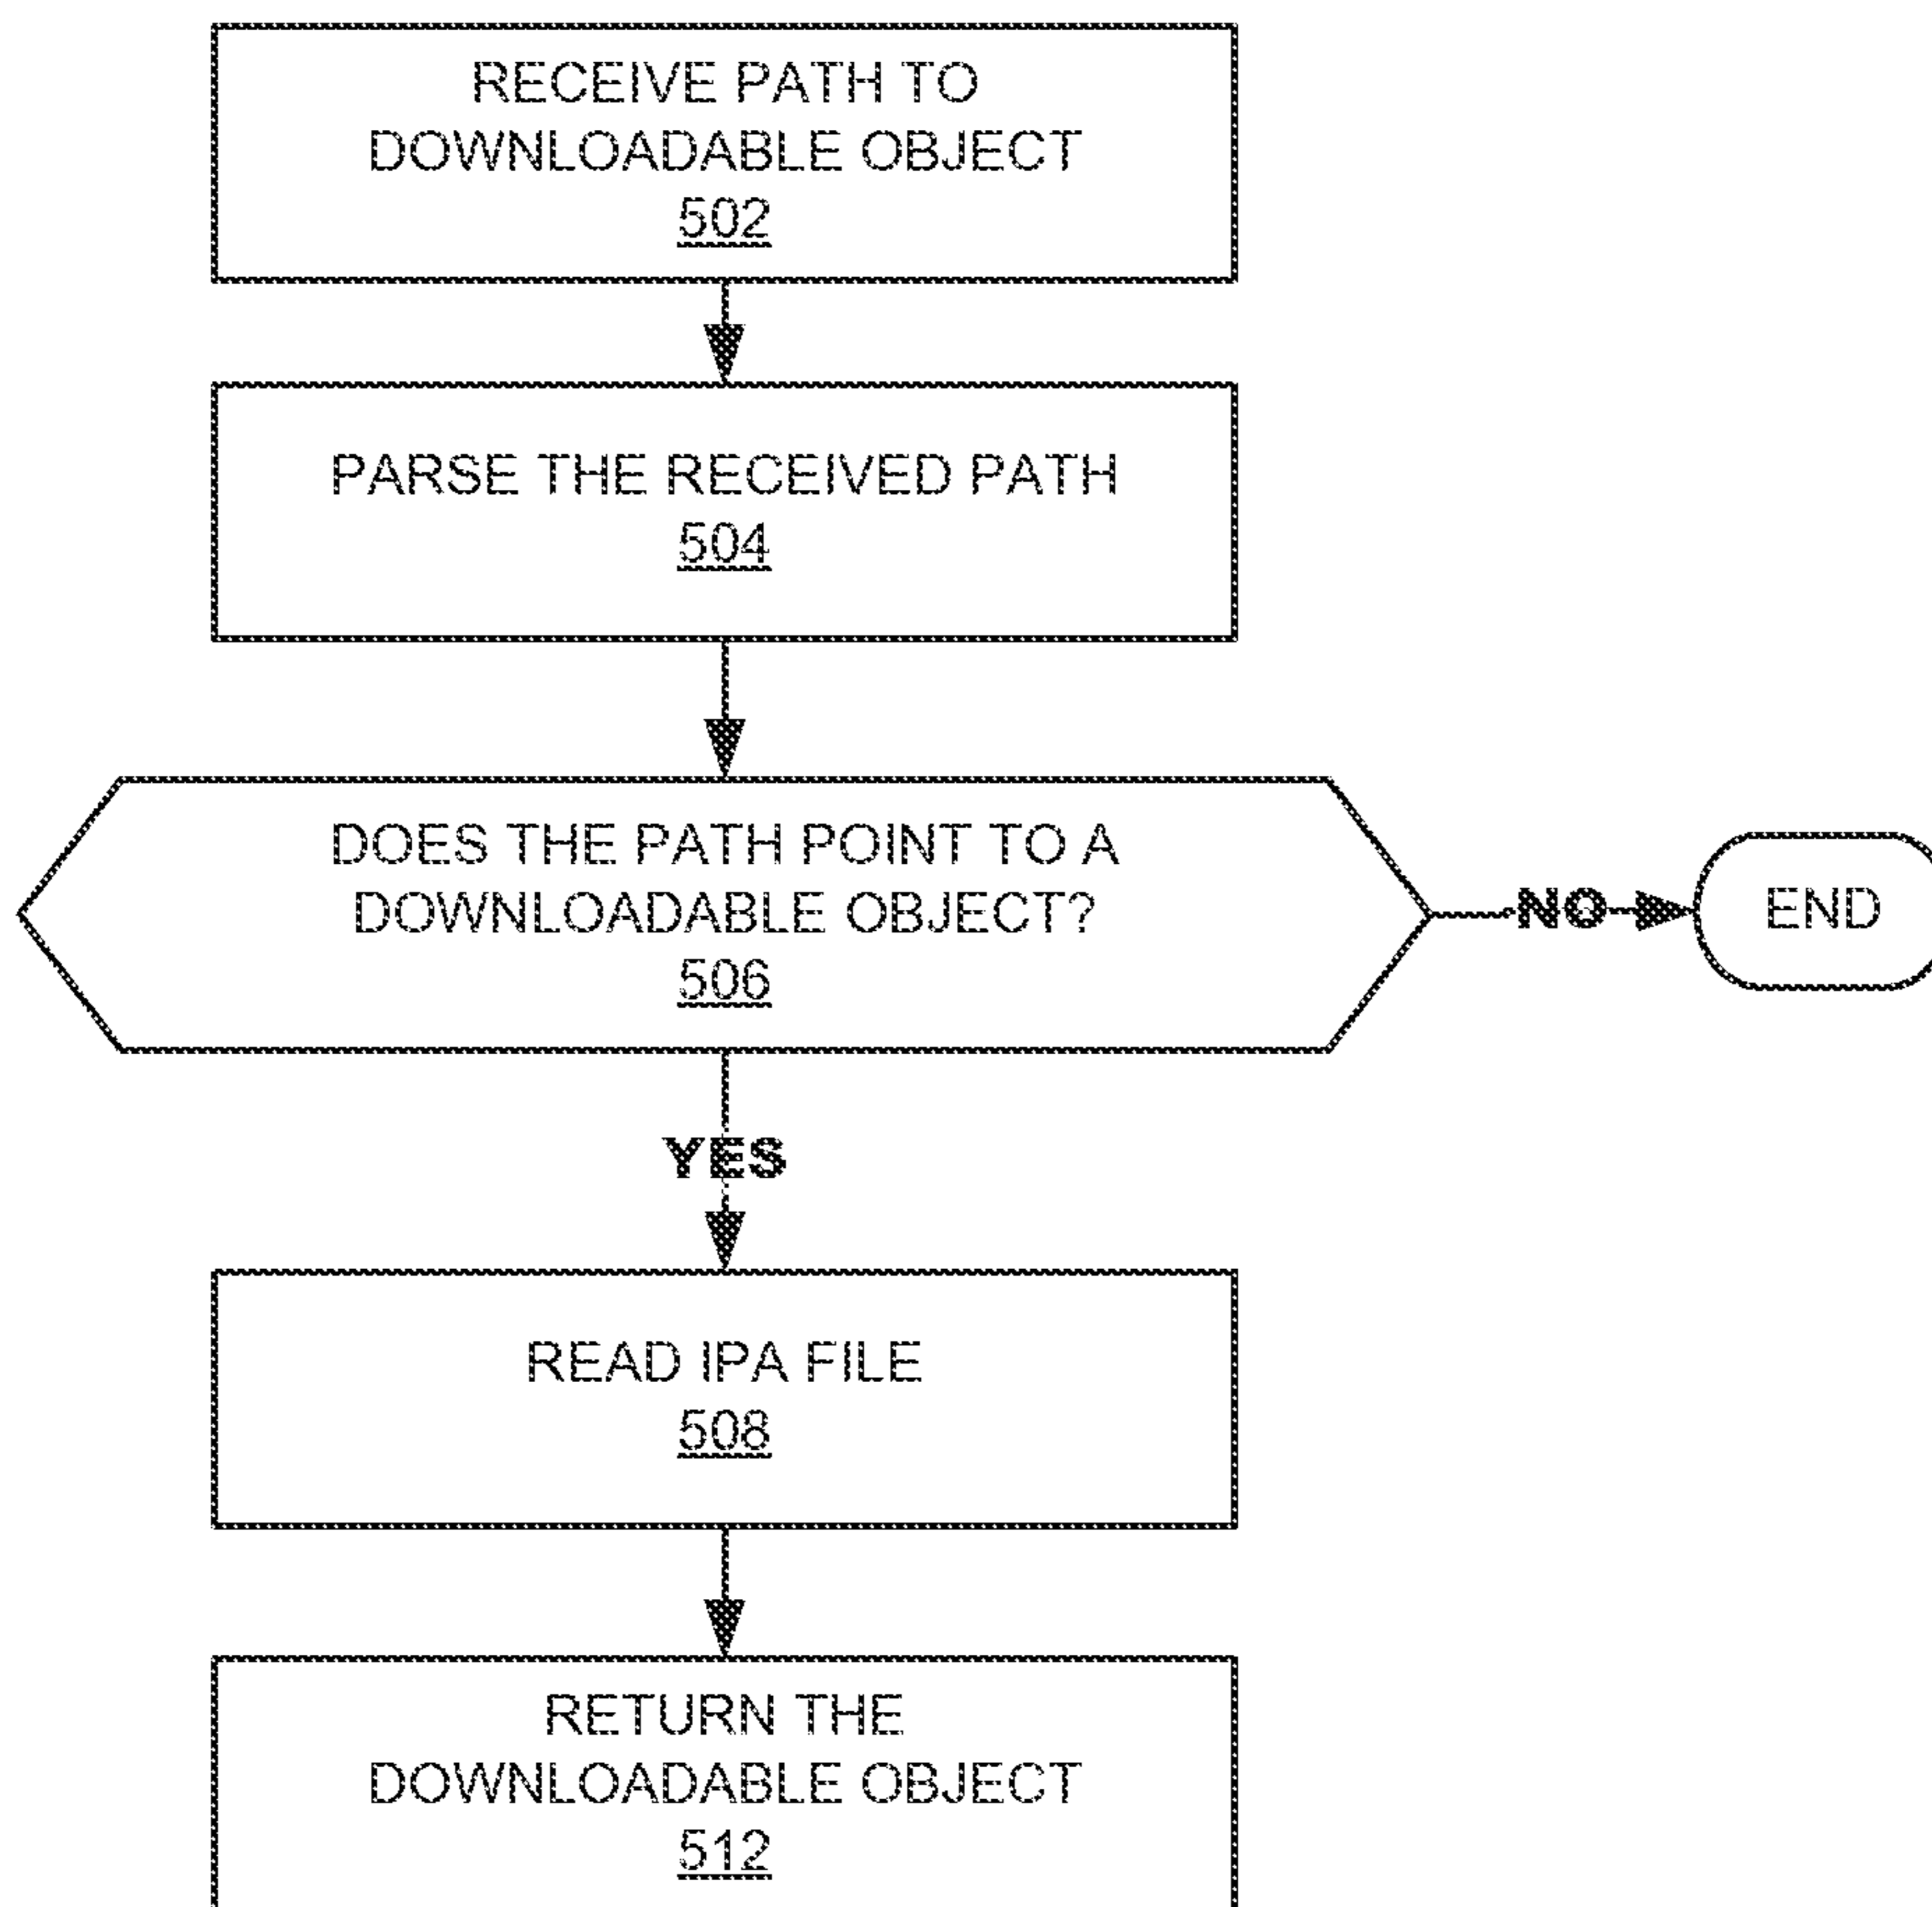 RECEIVE PATH TO
DOWNLOADABLE OBJECT
502
PARSE THE RECEIVED PATH
504
DOES THE PATH POINT TO A
DOWNLOADABLE OBJECT?
506
NO
END
YES
READ IPA FILE
508
RETURN THE
DOWNLOADABLE OBJECT
512